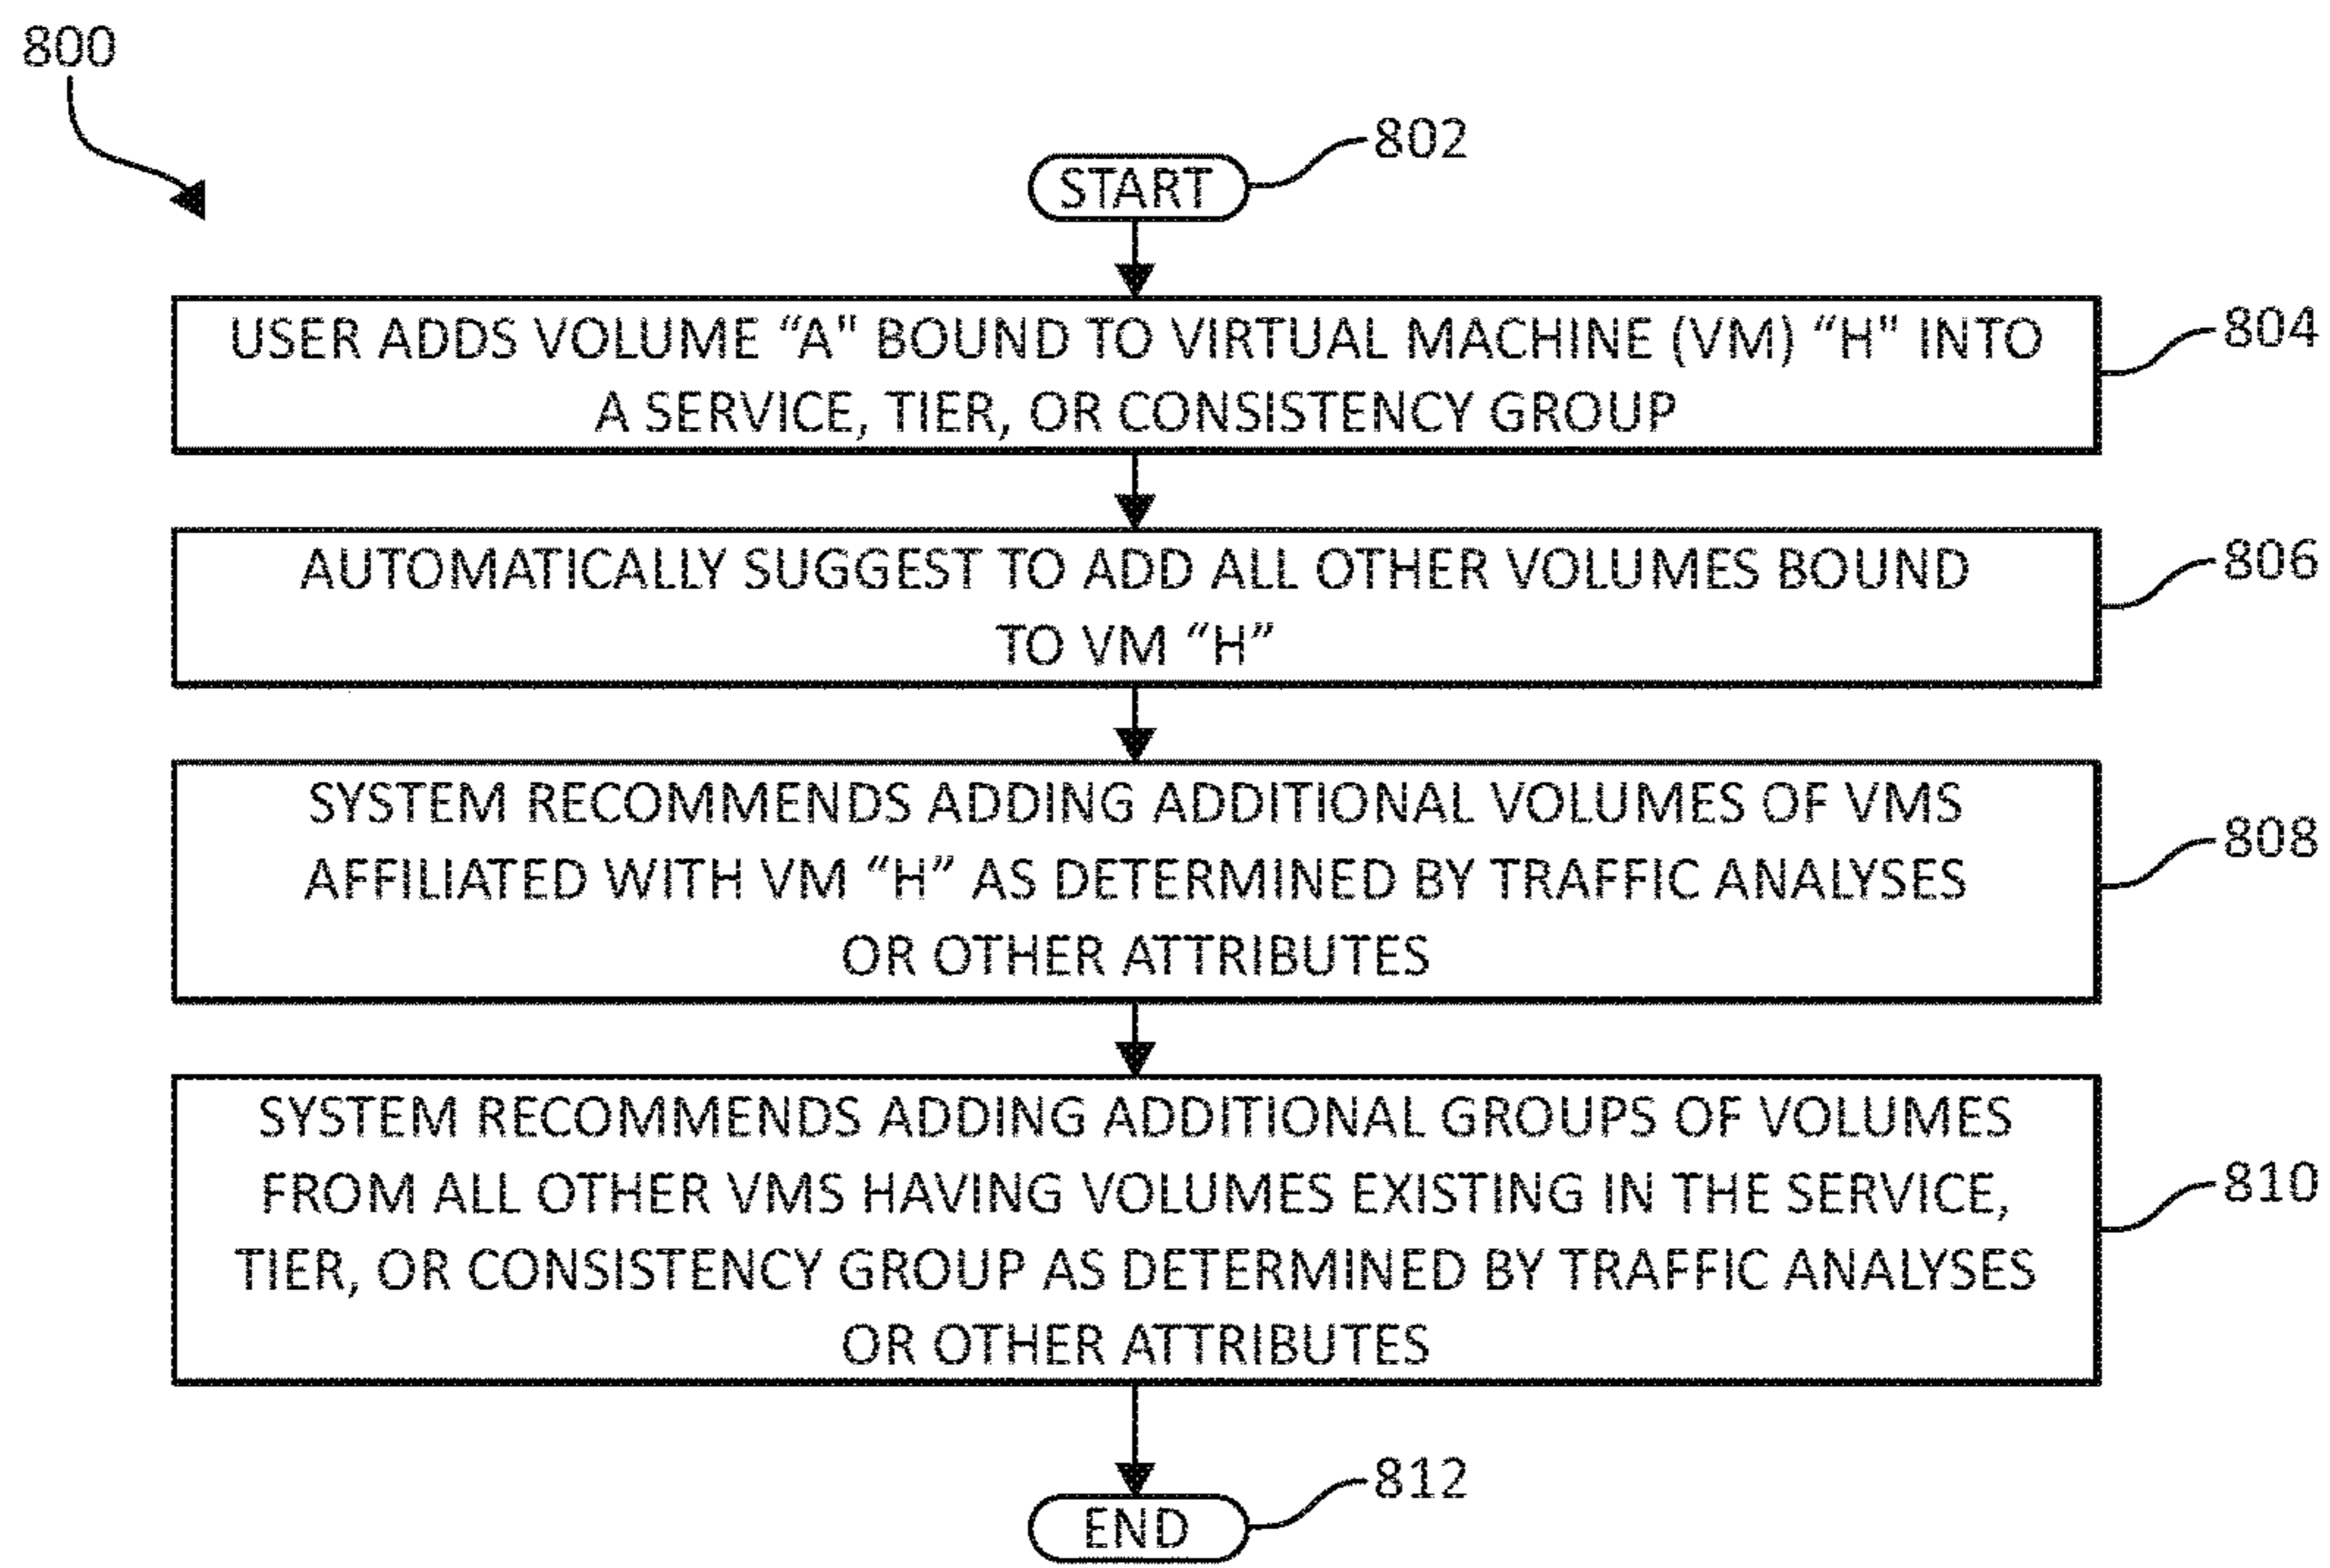 800
802
START
USER ADDS VOLUME “A" BOUND TO VIRTUAL MACHINE (VM) “H" INTO
A SERVICE, TIER, OR CONSISTENCY GROUP
804
AUTOMATICALLY SUGGEST TO ADD ALL OTHER VOLUMES BOUND
TO VM “H”
806
SYSTEM RECOMMENDS ADDING ADDITIONAL VOLUMES OF VMS
AFFILIATED WITH VM “H” AS DETERMINED BY TRAFFIC ANALYSES
OR OTHER ATTRIBUTES
808
SYSTEM RECOMMENDS ADDING ADDITIONAL GROUPS OF VOLUMES
FROM ALL OTHER VMS HAVING VOLUMES EXISTING IN THE SERVICE,
TIER, OR CONSISTENCY GROUP AS DETERMINED BY TRAFFIC ANALYSES
OR OTHER ATTRIBUTES
810
812
END